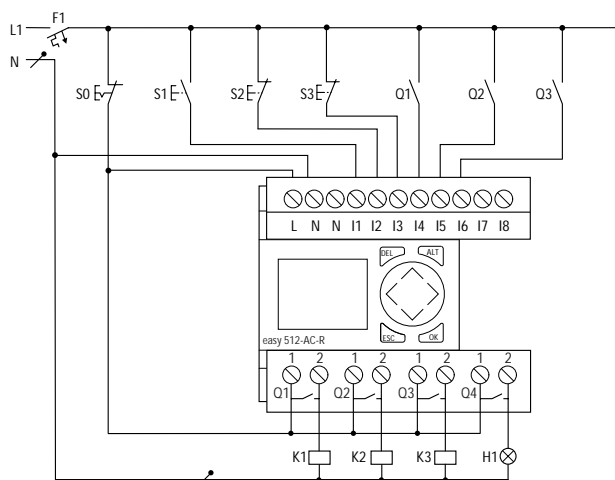 F1
L1
N
S0 S1 S2 S3 Q1 Q2 Q3
L N N I1 I2 I3 I4 I5 I6 I7 I8
DEL ALT
ESC OK
easy 512-AC-R
1 2 1 2 1 2 1 2
Q1 Q2 Q3 Q4
K1 K2 K3 H1